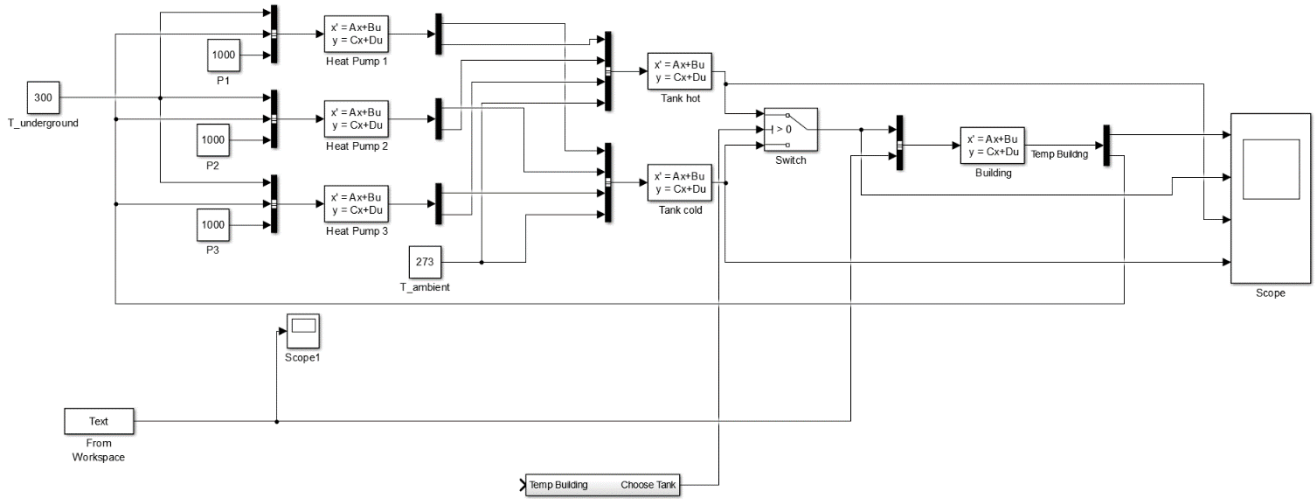 x' = Ax+Bu
y = Cx+Du
Heat Pump 1
1000
P1
300
T_underground
x' = Ax+Bu
y = Cx+Du
Heat Pump 2
1000
P2
x' = Ax+Bu
y = Cx+Du
Heat Pump 3
1000
P3
273
T_ambient
x' = Ax+Bu
y = Cx+Du
Tank hot
x' = Ax+Bu
y = Cx+Du
Tank cold
> 0
Switch
x' = Ax+Bu
y = Cx+Du
Building
Temp Buildng
Scope
Scope1
Text
From
Workspace
Temp Building Choose Tank